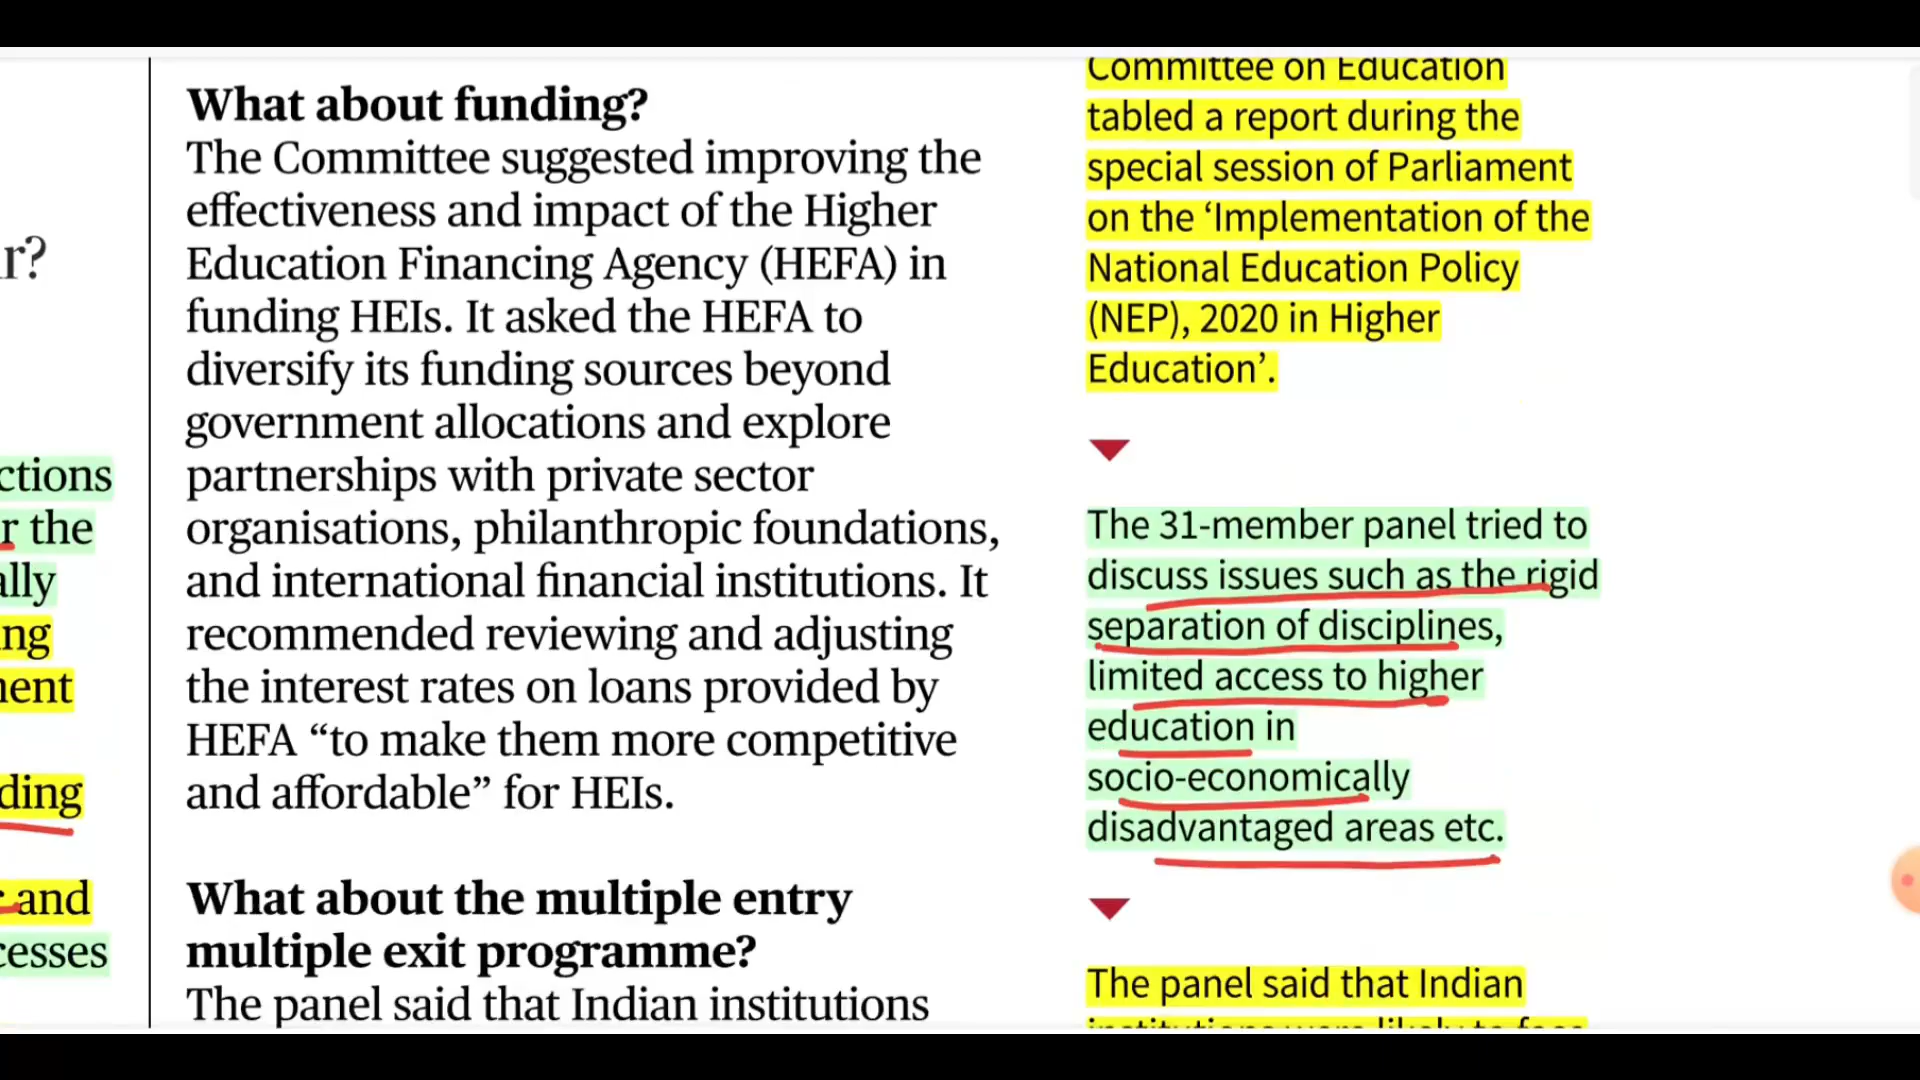 r?
ctions
r the
ally
ng
ent
ding
and
cesses
What about funding?
The Committee suggested improving the
effectiveness and impact of the Higher
Education Financing Agency (HEFA) in
funding HEIs. It asked the HEFA to
diversify its funding sources beyond
government allocations and explore
partnerships with private sector
organisations, philanthropic foundations,
and international financial institutions. It
recommended reviewing and adjusting
the interest rates on loans provided by
HEFA “to make them more competitive
and affordable” for HEIs.
What about the multiple entry
multiple exit programme?
The panel said that Indian institutions
Committee on Education
tabled a report during the
special session of Parliament
on the ‘Implementation of the
National Education Policy
(NEP), 2020 in Higher
Education’.
The 31-member panel tried to
discuss issues such as the rigid
separation of disciplines,
limited access to higher
education in
socio-economically
disadvantaged areas etc.
The panel said that Indian
institutions were likely to face